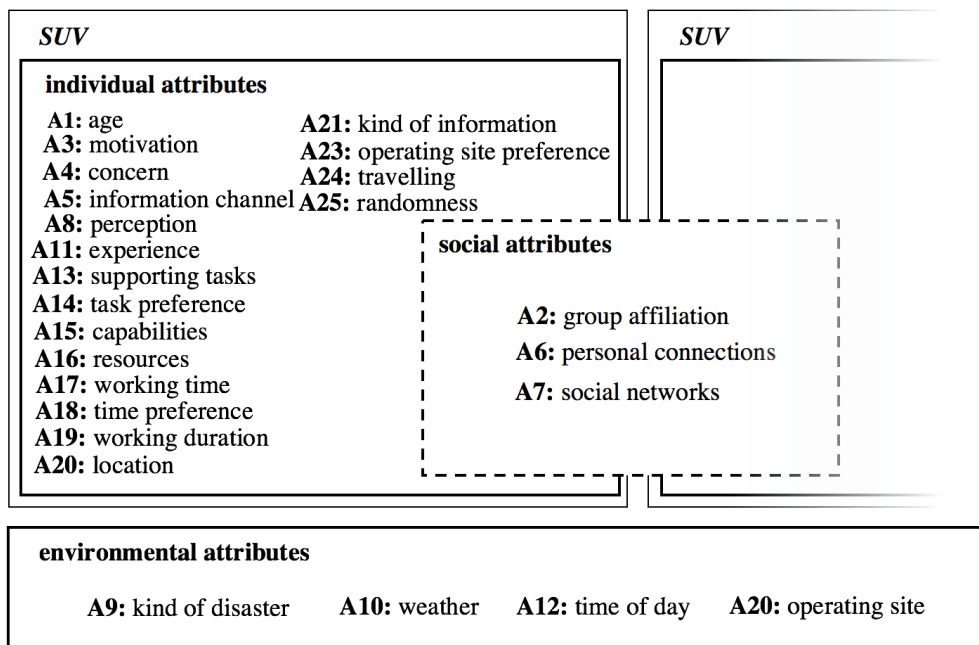 SUV
SUV
individual attributes
A1: age
A3: motivation
A4: concern
A5: information channel
A8: perception
A11: experience
A13: supporting tasks
A14: task preference
A15: capabilities
A16: resources
A17: working time
A18: time preference
A19: working duration
A20: location
A21: kind of information
A23: operating site preference
A24: travelling
A25: randomness
social attributes
A2: group affiliation
A6: personal connections
A7: social networks
environmental attributes
A9: kind of disaster
A10: weather
A12: time of day
A20: operating site